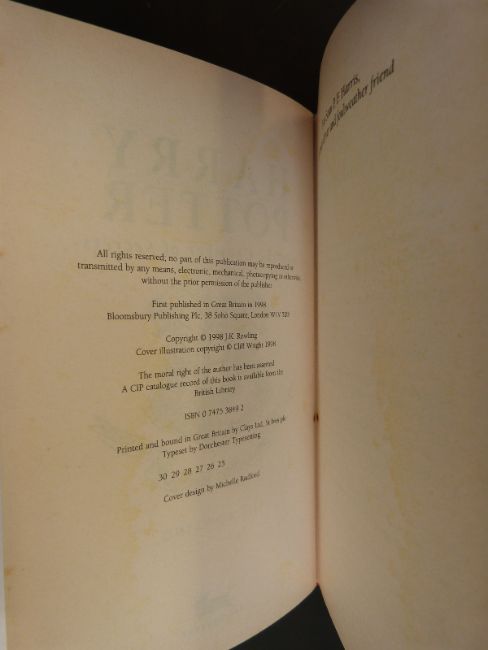 HARRY
POTTER
All rights reserved; no part of this publication may be reproduced or
transmitted by any means, electronic, mechanical, photocopying or otherwise,
without the prior permission of the publisher
First published in Great Britain in 1998
Bloomsbury Publishing Plc, 38 Soho Square, London W1V 5DF
Copyright © 1998 J.K. Rowling
Cover illustration copyright © Cliff Wright 1998
The moral right of the author has been asserted
A CIP catalogue record of this book is available from the
British Library
ISBN 0 7475 3849 2
Printed and bound in Great Britain by Clays Ltd, St Ives plc
Typeset by Dorchester Typesetting
30 29 28 27 26 25
Cover design by Michelle Radford
P.F. Harris,
and foulweather friend